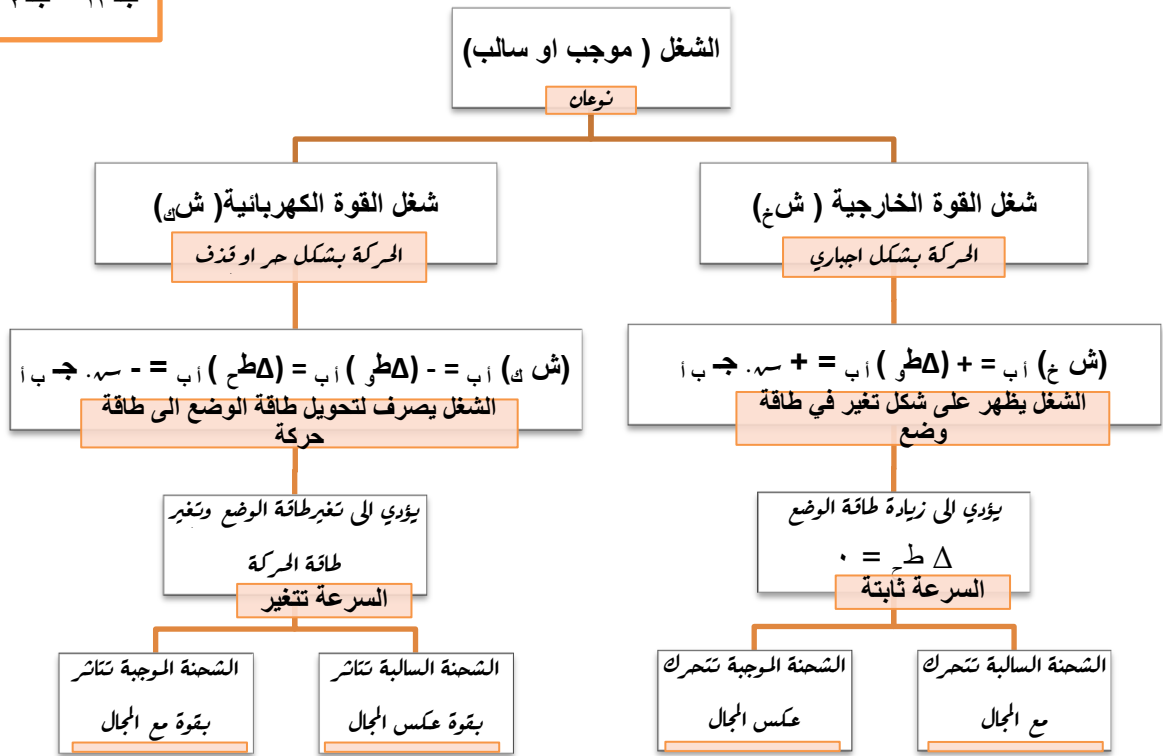 الشغل ( موجب او سالب)
نوعان
شغل القوة الخارجية ( شخ)
الحركة بشكل اجباري
شغل القوة الكهربائية( شك)
الحركة بشكل حر او قذف
(ش خ) أ ب = + (Δطو ) أ ب = + سہ. جـ ب أ
الشغل يظهر على شكل تغير في طاقة
وضع
(ش ك) أ ب = - (Δطو ) أ ب = (Δطح ) أ ب = - سہ. جـ ب أ
الشغل يصرف لتحويل طاقة الوضع الى طاقة
حركة
يؤدي الى زيادة طاقة الوضع
Δ طح = ٠
السرعة ثابتة
يؤدي الى تغيرطاقة الوضع وتغير
طاقة الحركة
السرعة تتغير
الشحنة السالبة تتحرك
مع المجال
الشحنة الموجبة تتحرك
عكس المجال
الشحنة السالبة تتاثر
بقوة عكس المجال
الشحنة الموجبة تتاثر
بقوة مع المجال